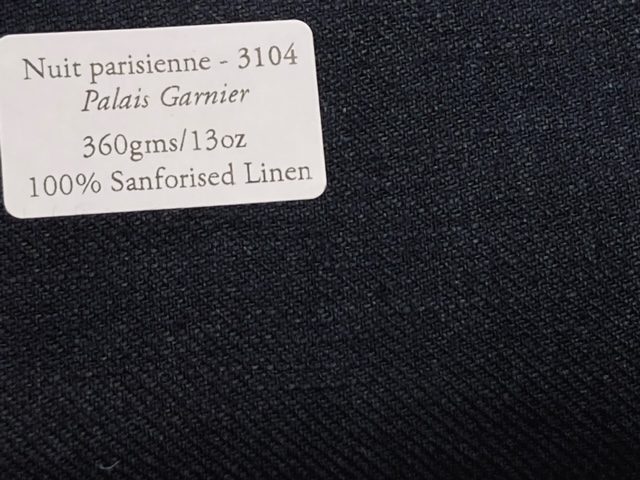 Nuit parisienne - 3104
Palais Garnier
360gms/13oz
100% Sanforised Linen